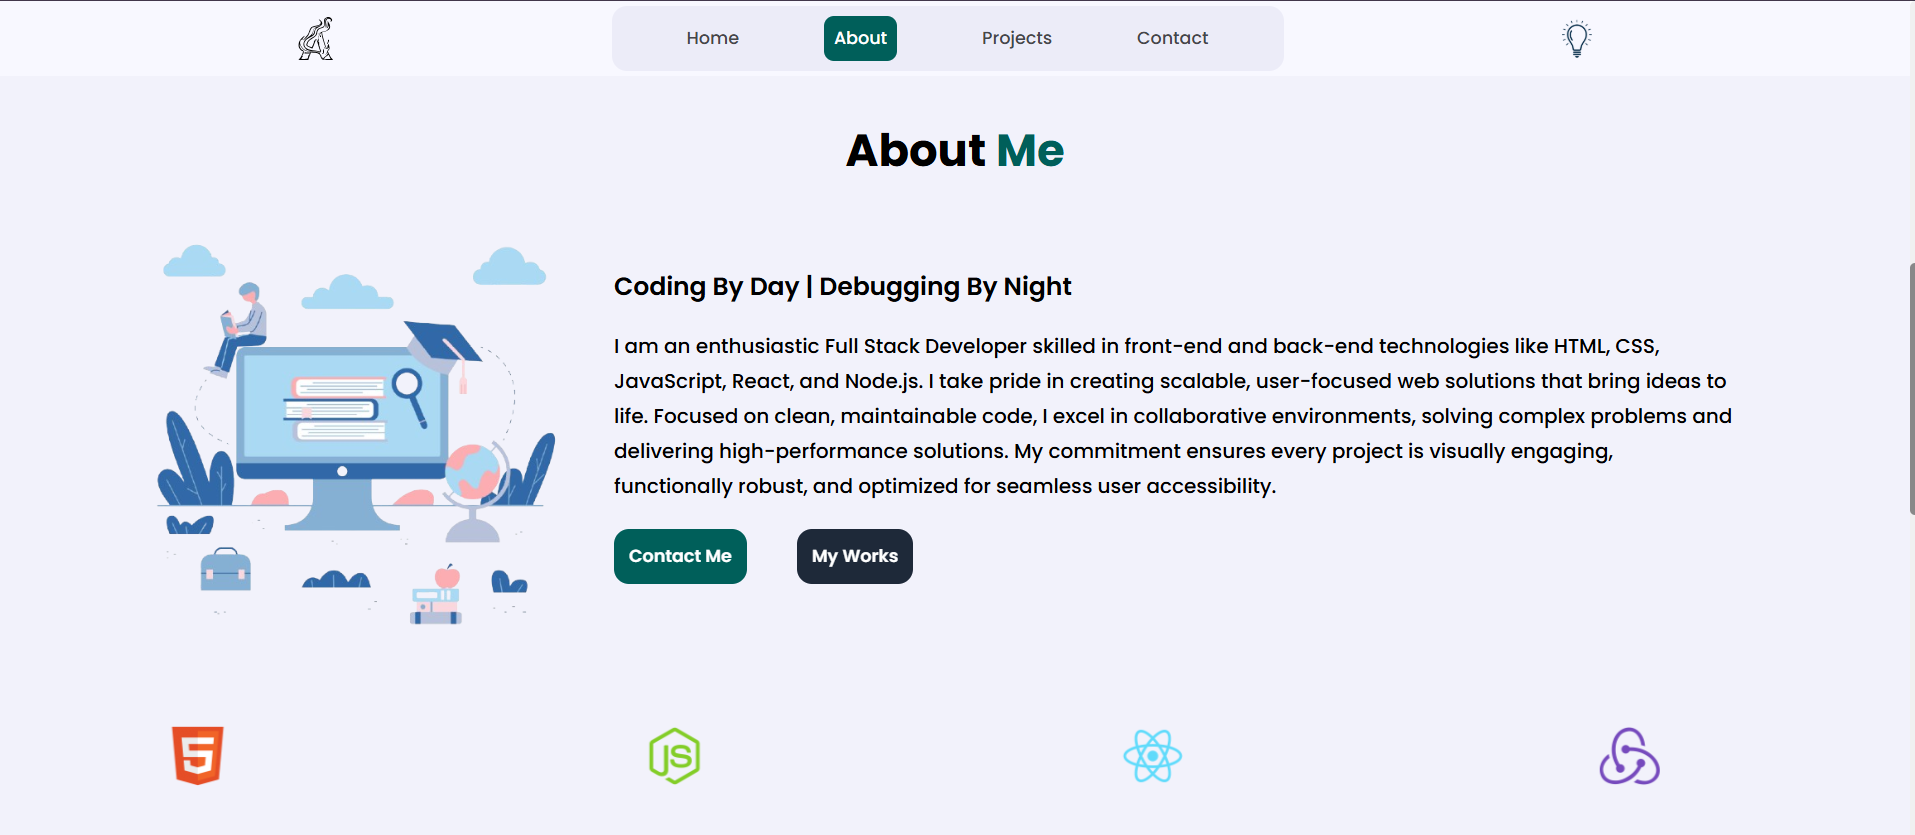 Home About Projects Contact
About Me
Coding By Day | Debugging By Night
I am an enthusiastic Full Stack Developer skilled in front-end and back-end technologies like HTML, CSS,
JavaScript, React, and Node.js. I take pride in creating scalable, user-focused web solutions that bring ideas to
life. Focused on clean, maintainable code, I excel in collaborative environments, solving complex problems and
delivering high-performance solutions. My commitment ensures every project is visually engaging,
functionally robust, and optimized for seamless user accessibility.
Contact Me My Works
5 JS